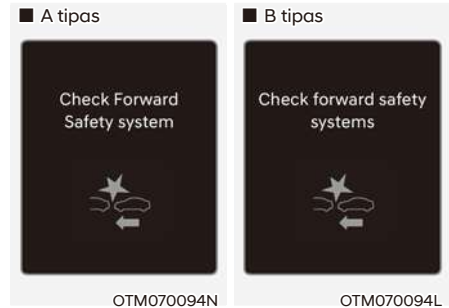 ■ A tipas
Check Forward
Safety system
OTM070094N
■ B tipas
Check forward safety
systems
OTM070094L